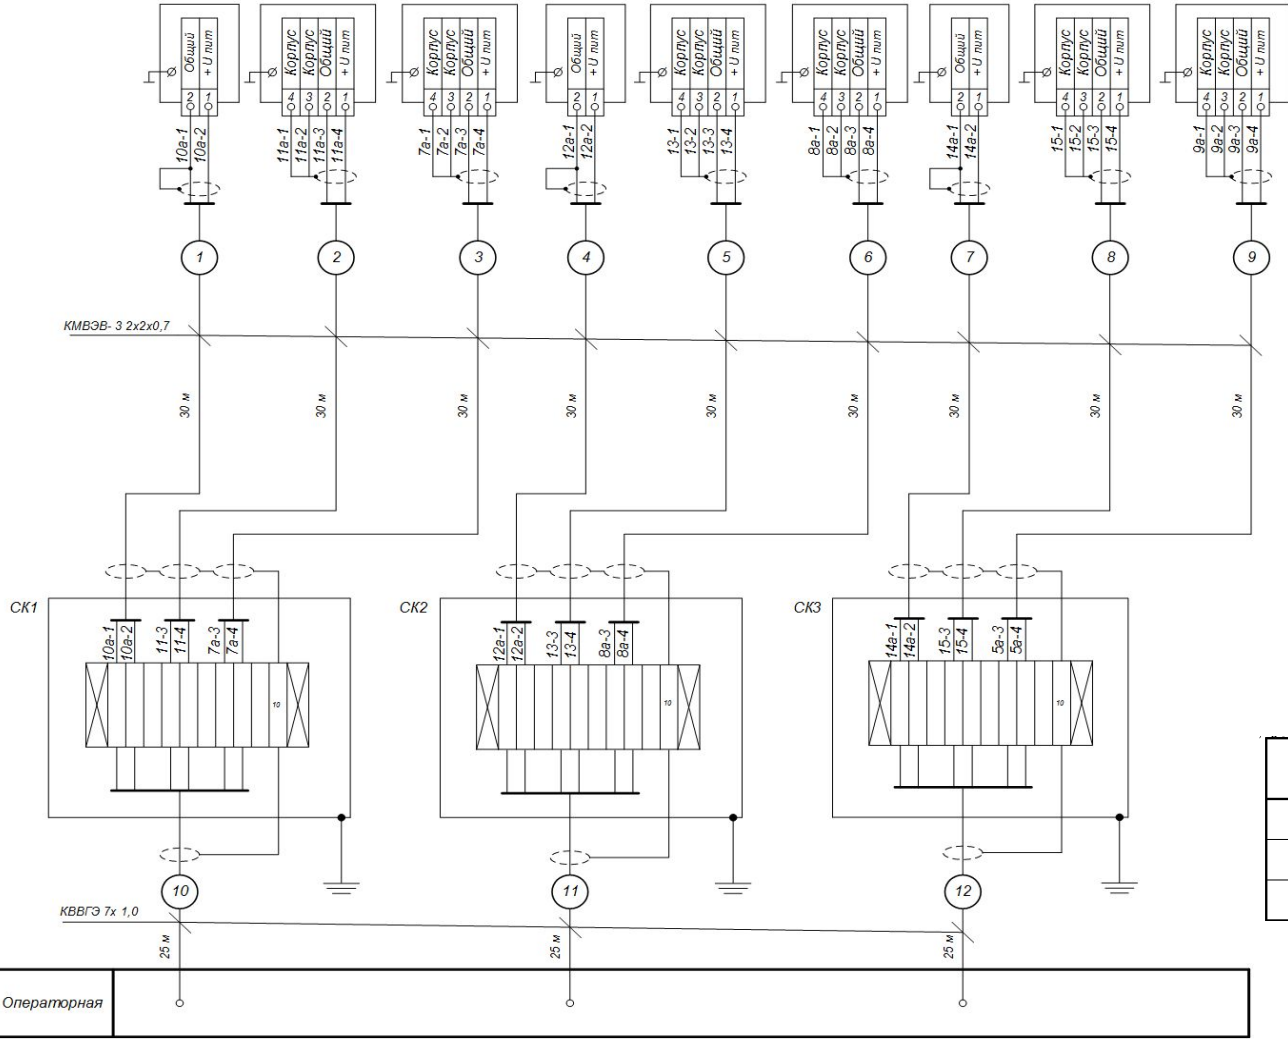 Общий + U пит
Корпус Корпус Общий + U пит
Корпус Корпус Общий + U пит
Общий + U пит
Корпус Корпус Общий + U пит
Корпус Корпус Общий + U пит
Общий + U пит
Корпус Корпус Общий + U пит
Корпус Корпус Общий + U пит
2 1 4 3 2 1 4 3 2 1 2 1 4 3 2 1 4 3 2 1 2 1 4 3 2 1 4 3 2 1
10а-1 10а-2
11а-1 11а-2 11а-3 11а-4
7а-1 7а-2 7а-3 7а-4
12а-1 12а-2
13-1 13-2 13-3 13-4
8а-1 8а-2 8а-3 8а-4
14а-1 14а-2
15-1 15-2 15-3 15-4
9а-1 9а-2 9а-3 9а-4
1 2 3 4 5 6 7 8 9
КМВЭВ- 3 2х2х0,7
30 м 30 м 30 м 30 м 30 м 30 м 30 м 30 м 30 м
СК1 СК2 СК3
10а-1 10а-2 11-3 11-4 7а-3 7а-4
12а-1 12а-2 13-3 13-4 8а-3 8а-4
14а-1 14а-2 15-3 15-4 5а-3 5а-4
10 10 10
10 11 12
КВВГЭ 7х 1,0
25 м 25 м 25 м
Операторная